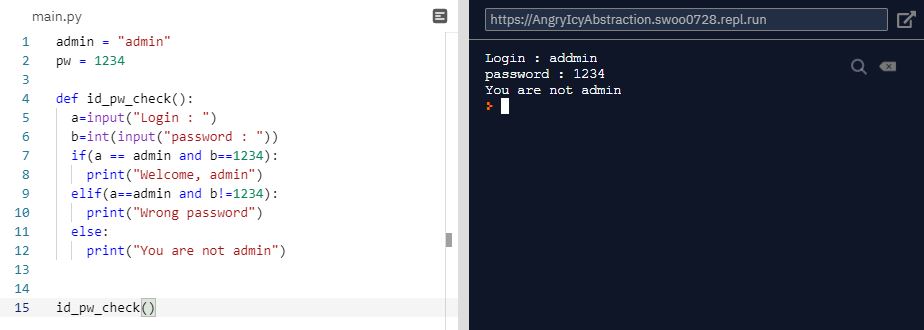 main.py
1 admin = "admin"
2 pw = 1234
3
4 def id_pw_check():
5   a=input("Login : ")
6   b=int(input("password : "))
7   if(a == admin and b==1234):
8     print("Welcome, admin")
9   elif(a==admin and b!=1234):
10     print("Wrong password")
11   else:
12     print("You are not admin")
13
14
15 id_pw_check()
https://AngryIcyAbstraction.swoo0728.repl.run
Login : addmin
password : 1234
You are not admin